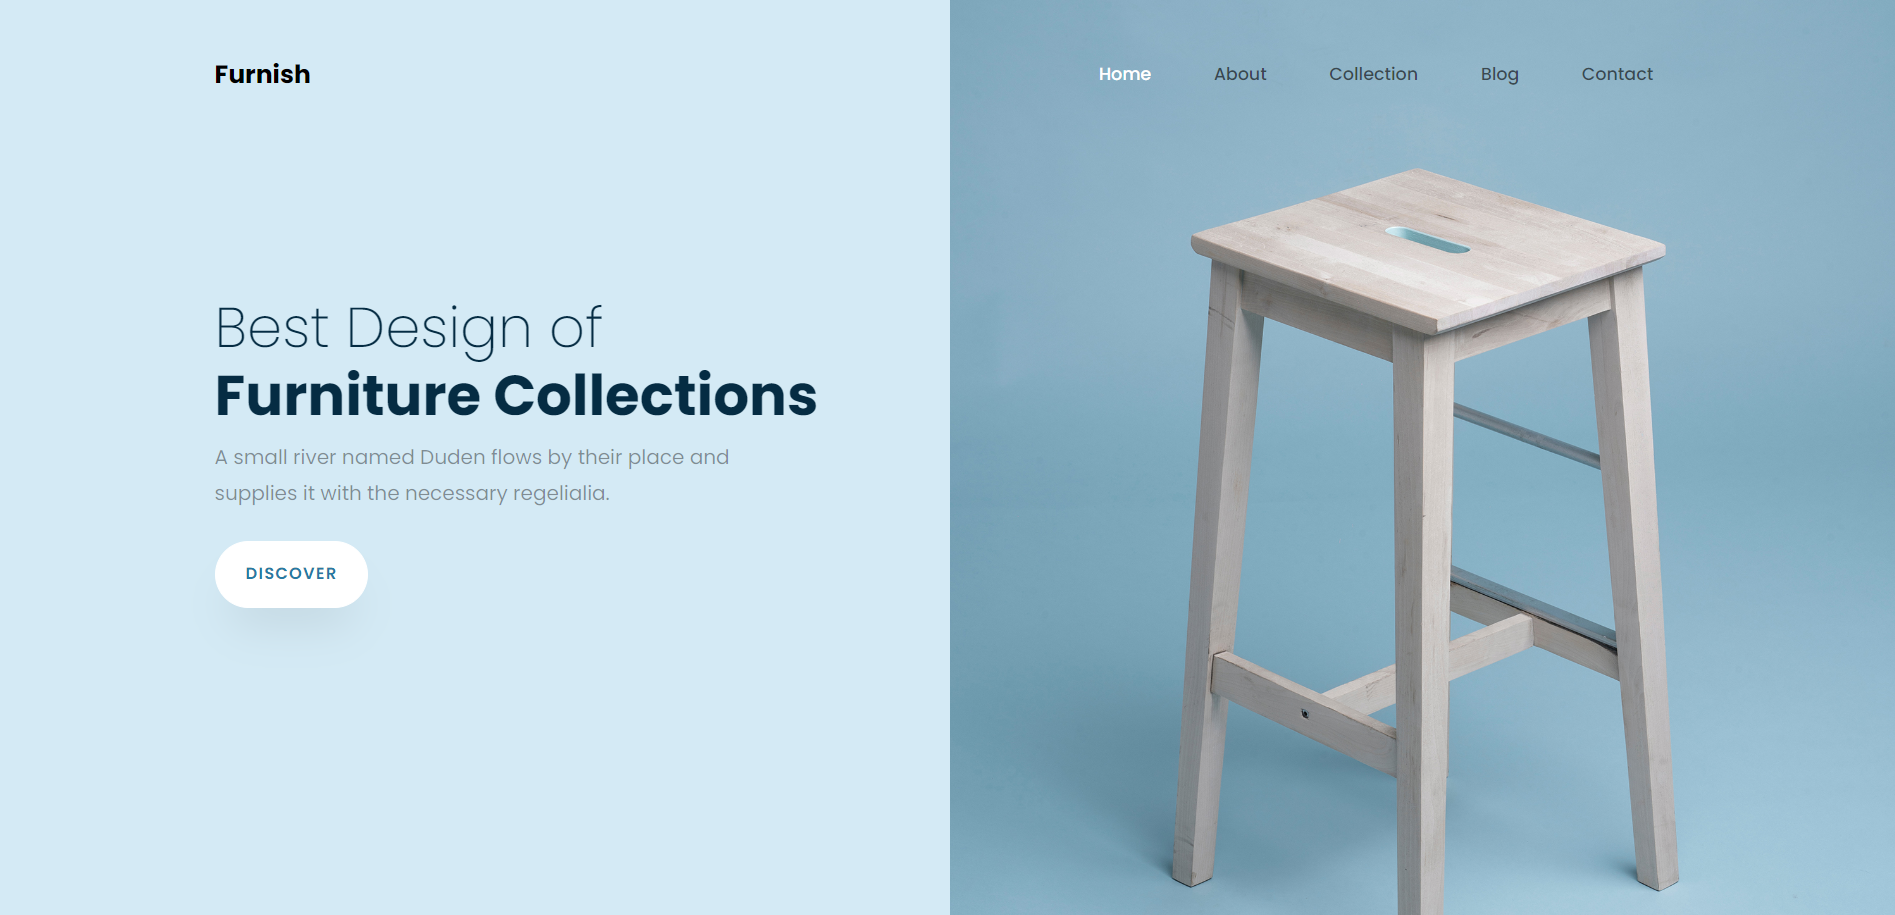 Furnish
Home About Collection Blog Contact
Best Design of
Furniture Collections
A small river named Duden flows by their place and
supplies it with the necessary regelialia.
DISCOVER